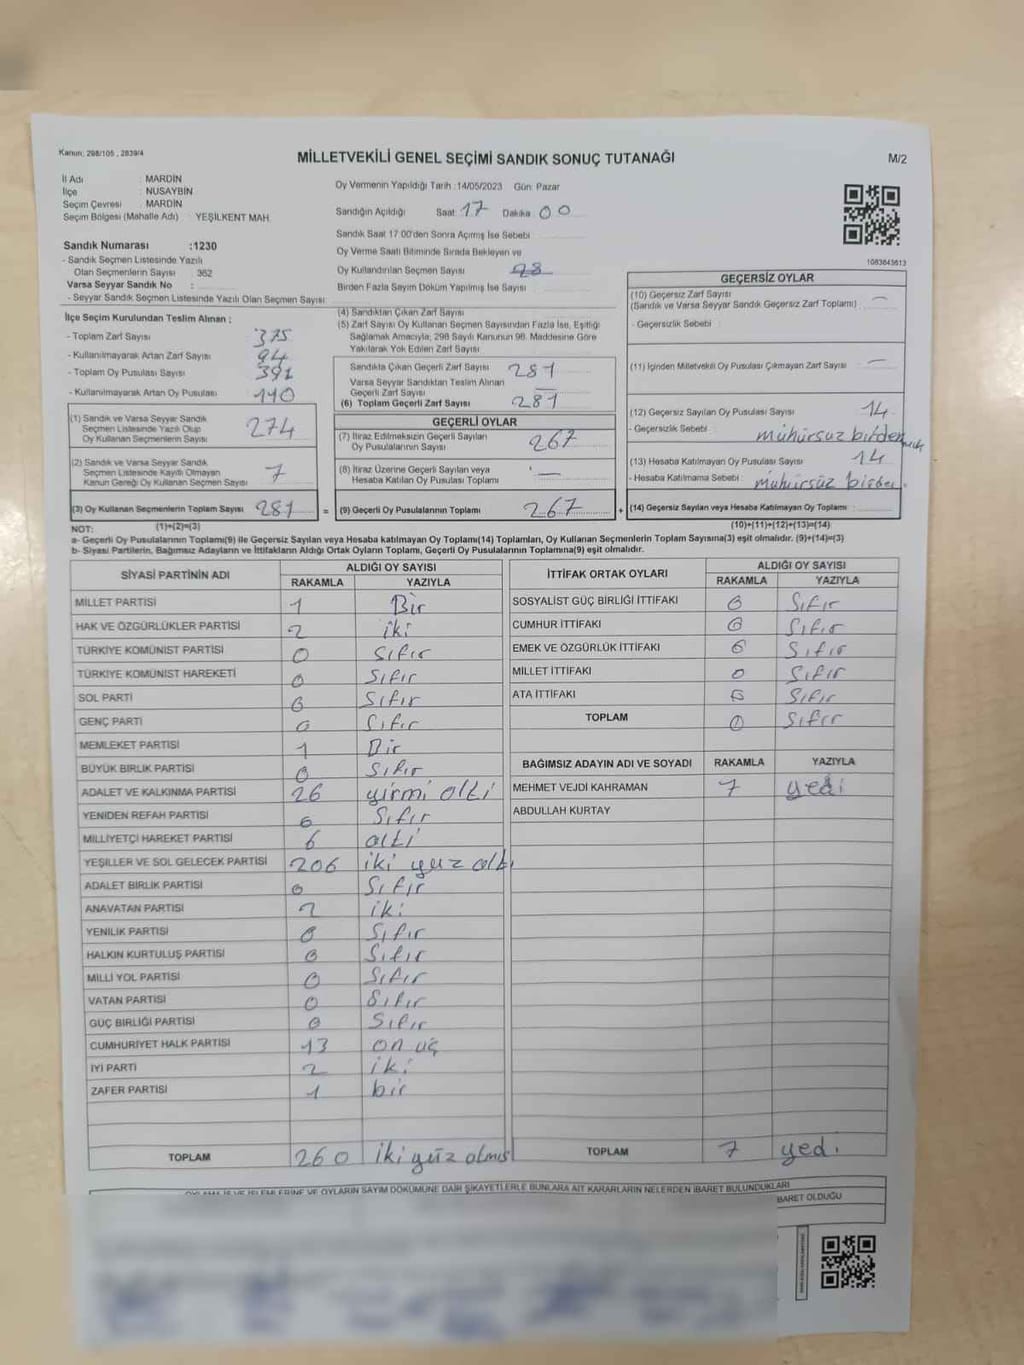 Kanun; 298/105 , 2839/4
MİLLETVEKİLİ GENEL SEÇİMİ SANDIK SONUÇ TUTANAĞI
M/2
İl Adı : MARDİN
İlçe : NUSAYBİN
Seçim Çevresi : MARDİN
Seçim Bölgesi (Mahalle Adı) : YEŞİLKENT MAH.
Sandık Numarası :1230
- Sandık Seçmen Listesinde Yazılı
Olan Seçmenlerin Sayısı : 362
Varsa Seyyar Sandık No :
- Seyyar Sandık Seçmen Listesinde Yazılı Olan Seçmen Sayısı :
Oy Vermenin Yapıldığı Tarih :14/05/2023 Gün: Pazar
Sandığın Açıldığı Saat: 17 Dakika: 00
Sandık Saat 17:00'den Sonra Açılmış İse Sebebi
Oy Verme Saati Bitiminde Sırada Bekleyen ve
Oy Kullandırılan Seçmen Sayısı
Birden Fazla Sayım Döküm Yapılmış İse Sayısı :
1083843613
İlçe Seçim Kurulundan Teslim Alınan :
- Toplam Zarf Sayısı 375
- Kullanılmayarak Artan Zarf Sayısı 94
- Toplam Oy Pusulası Sayısı 391
- Kullanılmayarak Artan Oy Pusulası 110
(1) Sandık ve Varsa Seyyar Sandık
Seçmen Listesinde Yazılı Olup
Oy Kullanan Seçmenlerin Sayısı 274
(2) Sandık ve Varsa Seyyar Sandık
Seçmen Listesinde Kayıtlı Olmayan
Kanun Gereği Oy Kullanan Seçmen Sayısı 7
(3) Oy Kullanan Seçmenlerin Toplam Sayısı 281 =
(4) Sandıktan Çıkan Zarf Sayısı
(5) Zarf Sayısı Oy Kullanan Seçmen Sayısından Fazla İse, Eşitliği
Sağlamak Amacıyla; 298 Sayılı Kanunun 98. Maddesine Göre
Yakılarak Yok Edilen Zarf Sayısı
Sandıkta Çıkan Geçerli Zarf Sayısı 281
Varsa Seyyar Sandıktan Teslim Alınan
Geçerli Zarf Sayısı —
(6) Toplam Geçerli Zarf Sayısı 281
GEÇERLİ OYLAR
(7) İtiraz Edilmeksizin Geçerli Sayılan
Oy Pusulasının Sayısı 267
(8) İtiraz Üzerine Geçerli Sayılan veya
Hesaba Katılan Oy Pusulası Toplamı —
(9) Geçerli Oy Pusulalarının Toplamı 267 +
GEÇERSİZ OYLAR
(10) Geçersiz Zarf Sayısı
(Sandık ve Varsa Seyyar Sandık Geçersiz Zarf Toplamı) —
- Geçersizlik Sebebi :
(11) İçinden Milletvekili Oy Pusulası Çıkmayan Zarf Sayısı —
(12) Geçersiz Sayılan Oy Pusulası Sayısı 14
- Geçersizlik Sebebi : mühürsüz
(13) Hesaba Katılmayan Oy Pusulası Sayısı 14
- Hesaba Katılmama Sebebi : mühürsüz
(14) Geçersiz Sayılan veya Hesaba Katılmayan Oy Toplamı :
NOT: (1)+(2)=(3) (10)+(11)+(12)+(13)=(14)
a- Geçerli Oy Pusulalarının Toplamı(9) ile Geçersiz Sayılan veya Hesaba katılmayan Oy Toplamı(14) Toplamları, Oy Kullanan Seçmenlerin Toplam Sayısına(3) eşit olmalıdır. (9)+(14)=(3)
b- Siyasi Partilerin, Bağımsız Adayların ve İttifakların Aldığı Ortak Oyların Toplamı, Geçerli Oy Pusulalarının Toplamına(9) eşit olmalıdır.
SİYASİ PARTİNİN ADI ALDIĞI OY SAYISI
RAKAMLA YAZIYLA
MİLLET PARTİSİ 1 Bir
HAK VE ÖZGÜRLÜKLER PARTİSİ 2 iki
TÜRKİYE KOMÜNİST PARTİSİ 0 Sıfır
TÜRKİYE KOMÜNİST HAREKETİ 0 Sıfır
SOL PARTİ 0 Sıfır
GENÇ PARTİ 0 Sıfır
MEMLEKET PARTİSİ 1 Bir
BÜYÜK BİRLİK PARTİSİ 0 Sıfır
ADALET VE KALKINMA PARTİSİ 26 yirmi altı
YENİDEN REFAH PARTİSİ 0 Sıfır
MİLLİYETÇİ HAREKET PARTİSİ 6 altı
YEŞİLLER VE SOL GELECEK PARTİSİ 206 iki yüz altı
ADALET BİRLİK PARTİSİ 0 Sıfır
ANAVATAN PARTİSİ 2 iki
YENİLİK PARTİSİ 0 Sıfır
HALKIN KURTULUŞ PARTİSİ 0 Sıfır
MİLLİ YOL PARTİSİ 0 Sıfır
VATAN PARTİSİ 0 Sıfır
GÜÇ BİRLİĞİ PARTİSİ 0 Sıfır
CUMHURİYET HALK PARTİSİ 13 on üç
İYİ PARTİ 2 iki
ZAFER PARTİSİ 1 bir
TOPLAM 260 iki yüz almış
İTTİFAK ORTAK OYLARI ALDIĞI OY SAYISI
RAKAMLA YAZIYLA
SOSYALİST GÜÇ BİRLİĞİ İTTİFAKI 0 Sıfır
CUMHUR İTTİFAKI 0 Sıfır
EMEK VE ÖZGÜRLÜK İTTİFAKI 0 Sıfır
MİLLET İTTİFAKI 0 Sıfır
ATA İTTİFAKI 0 Sıfır
TOPLAM 0 Sıfır
BAĞIMSIZ ADAYIN ADI VE SOYADI RAKAMLA YAZIYLA
MEHMET VEJDİ KAHRAMAN 7 yedi
ABDULLAH KURTAY
TOPLAM 7 yedi
OYLAMA İŞ VE İŞLEMLERİNE VE OYLARIN SAYIM DÖKÜMÜNE DAİR ŞİKAYETLERLE BUNLARA AİT KARARLARIN NELERDEN İBARET BULUNDUKLARI
BARET OLDUĞU